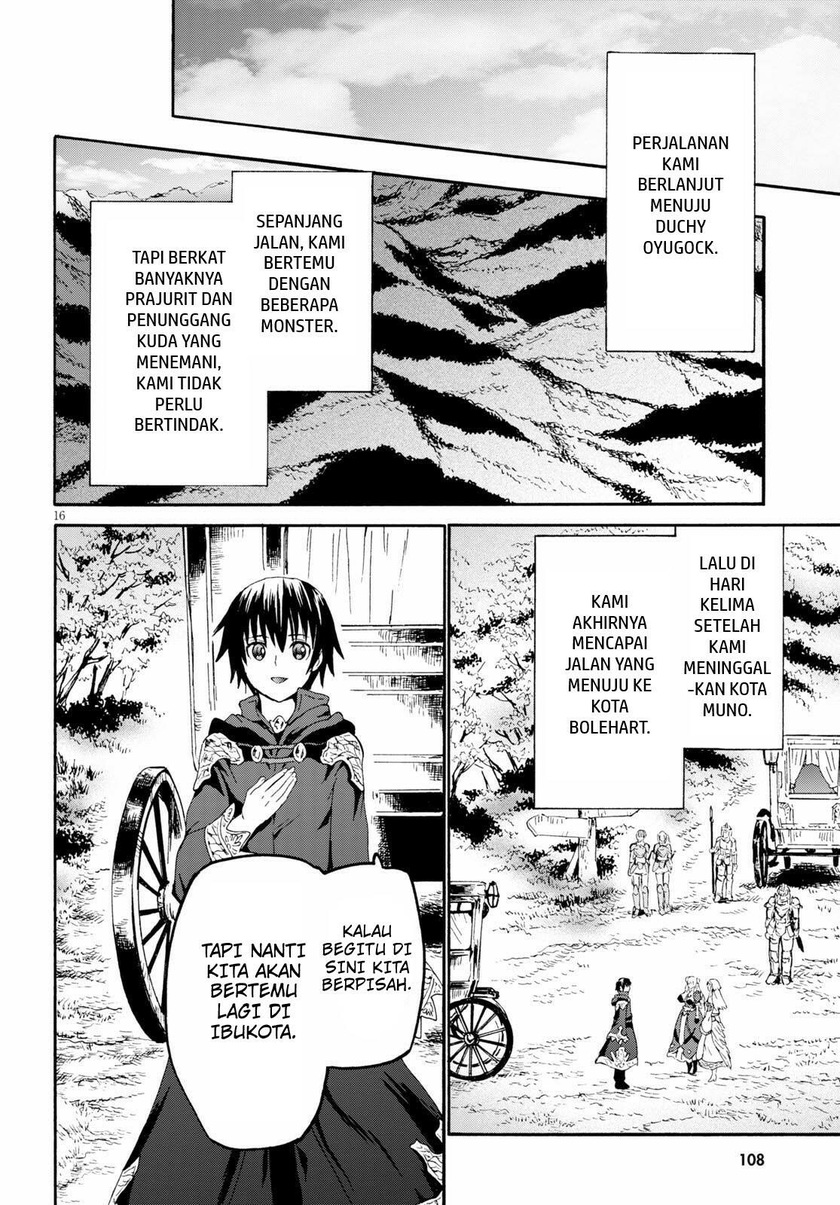 PERJALANAN
KAMI
BERLANJUT
MENUJU
DUCHY
OYUGOCK.
SEPANJANG
JALAN, KAMI
BERTEMU
DENGAN
BEBERAPA
MONSTER.
TAPI BERKAT
BANYAKNYA
PRAJURIT DAN
PENUNGGANG
KUDA YANG
MENEMANI,
KAMI TIDAK
PERLU
BERTINDAK.
16
LALU DI
HARI
KELIMA
SETELAH
KAMI
MENINGGAL
-KAN KOTA
MUNO.
KAMI
AKHIRNYA
MENCAPAI
JALAN YANG
MENUJU KE
KOTA
BOLEHART.
KALAU
BEGITU DI
SINI KITA
BERPISAH.
TAPI NANTI
KITA AKAN
BERTEMU
LAGI DI
IBUKOTA.
108